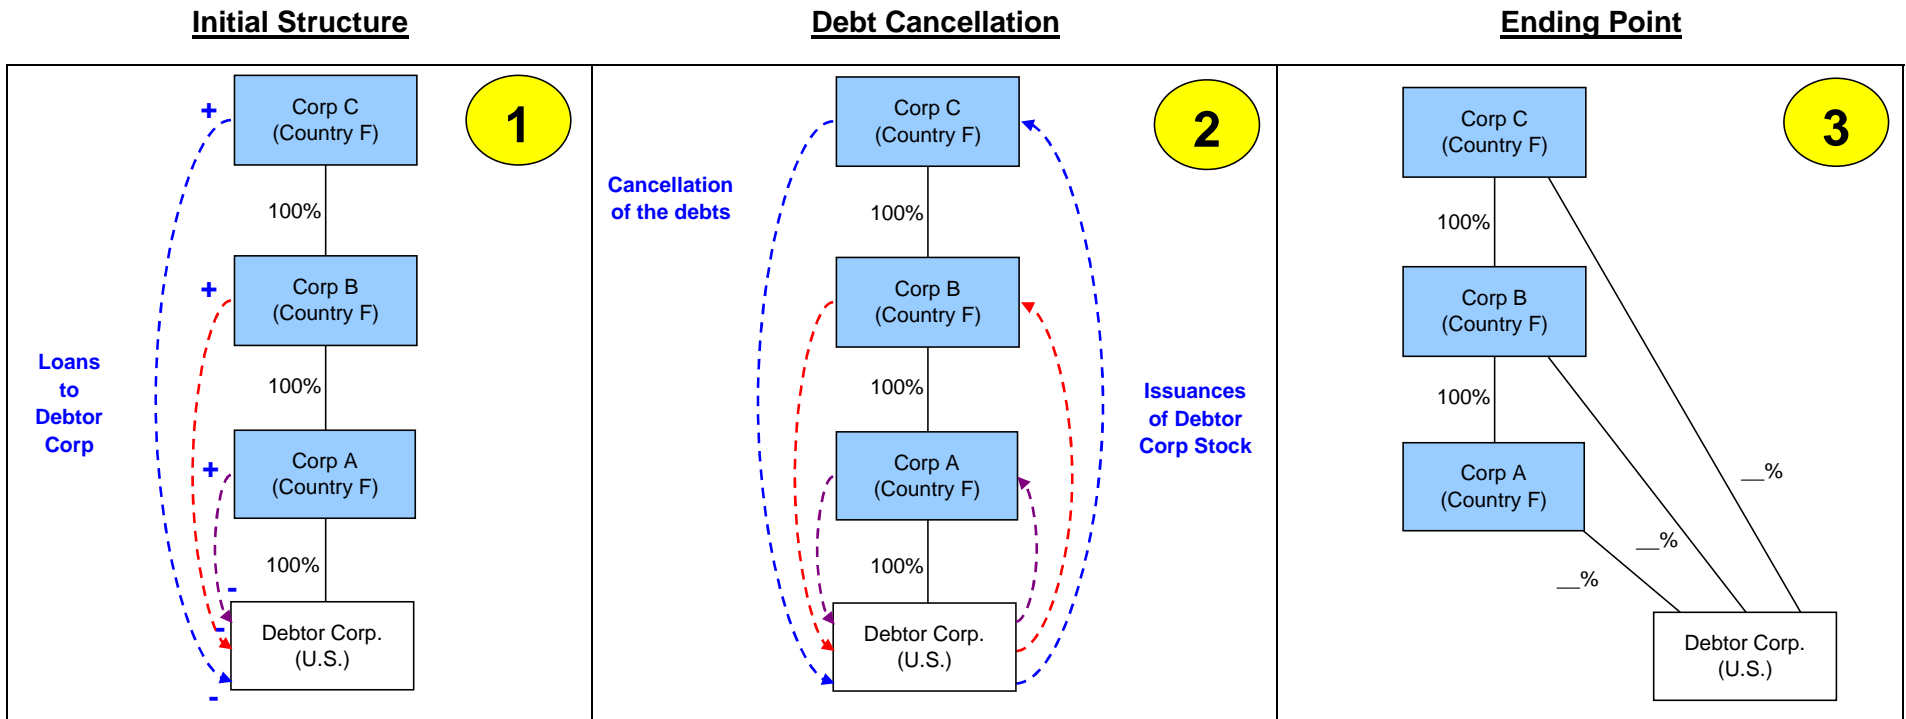 Initial Structure
Debt Cancellation
Ending Point
1
+
Corp C
(Country F)
100%
+
Corp B
(Country F)
Loans
to
Debtor
Corp
100%
+
Corp A
(Country F)
100%
-
-
Debtor Corp.
(U.S.)
-
2
Corp C
(Country F)
Cancellation
of the debts
100%
Corp B
(Country F)
100%
Issuances
of Debtor
Corp Stock
Corp A
(Country F)
100%
Debtor Corp.
(U.S.)
3
Corp C
(Country F)
100%
Corp B
(Country F)
100%
Corp A
(Country F)
__%
__%
__%
Debtor Corp.
(U.S.)